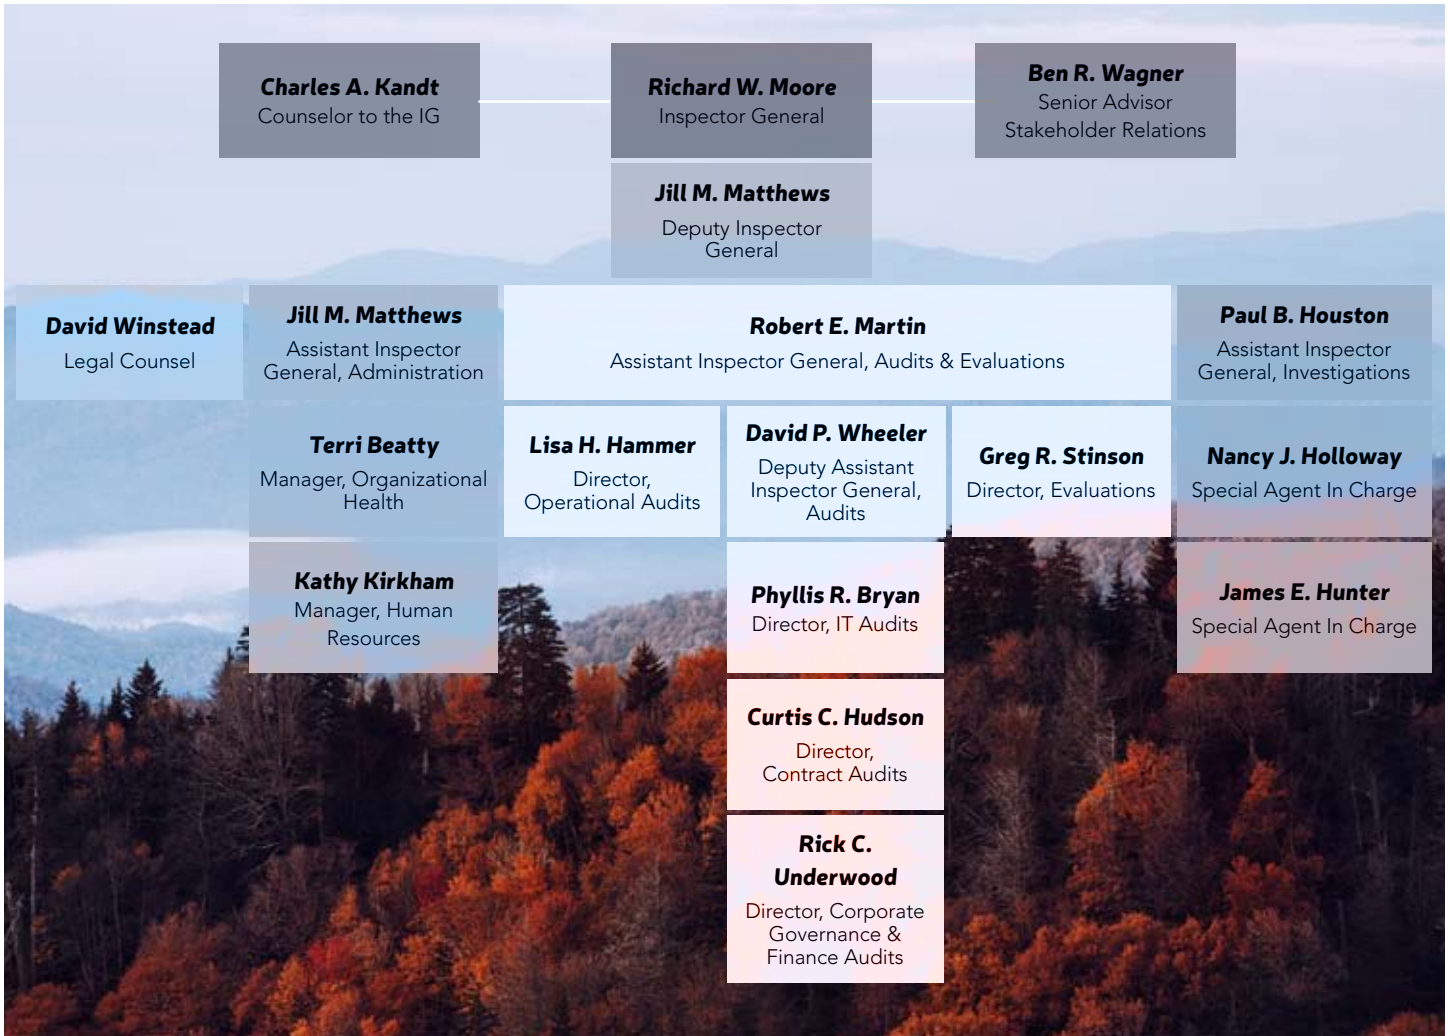 Charles A. Kandt
Counselor to the IG
Richard W. Moore
Inspector General
Ben R. Wagner
Senior Advisor
Stakeholder Relations
Jill M. Matthews
Deputy Inspector
General
David Winstead
Legal Counsel
Jill M. Matthews
Assistant Inspector
General, Administration
Robert E. Martin
Assistant Inspector General, Audits & Evaluations
Paul B. Houston
Assistant Inspector
General, Investigations
Terri Beatty
Manager, Organizational
Health
Lisa H. Hammer
Director,
Operational Audits
David P. Wheeler
Deputy Assistant
Inspector General,
Audits
Greg R. Stinson
Director, Evaluations
Nancy J. Holloway
Special Agent In Charge
Kathy Kirkham
Manager, Human
Resources
Phyllis R. Bryan
Director, IT Audits
James E. Hunter
Special Agent In Charge
Curtis C. Hudson
Director,
Contract Audits
Rick C.
Underwood
Director, Corporate
Governance &
Finance Audits